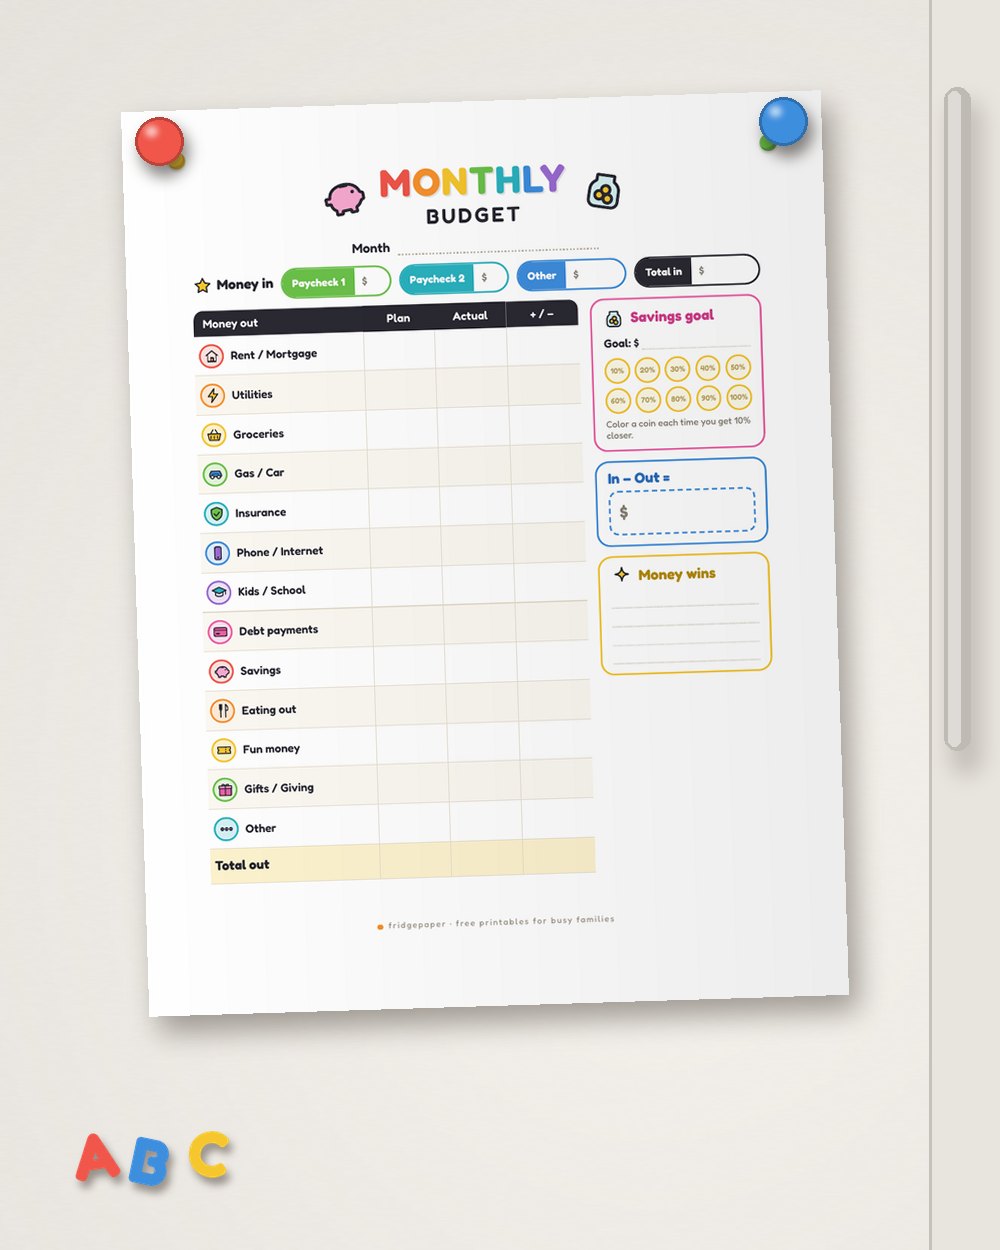 MONTHLY
BUDGET
Month
Money in
Paycheck 1 $
Paycheck 2 $
Other $
Total in $
Money out Plan Actual + / −
Rent / Mortgage
Utilities
Groceries
Gas / Car
Insurance
Phone / Internet
Kids / School
Debt payments
Savings
Eating out
Fun money
Gifts / Giving
Other
Total out
Savings goal
Goal: $
10% 20% 30% 40% 50%
60% 70% 80% 90% 100%
Color a coin each time you get 10%
closer.
In − Out =
$
Money wins
fridgepaper · free printables for busy families
A B C